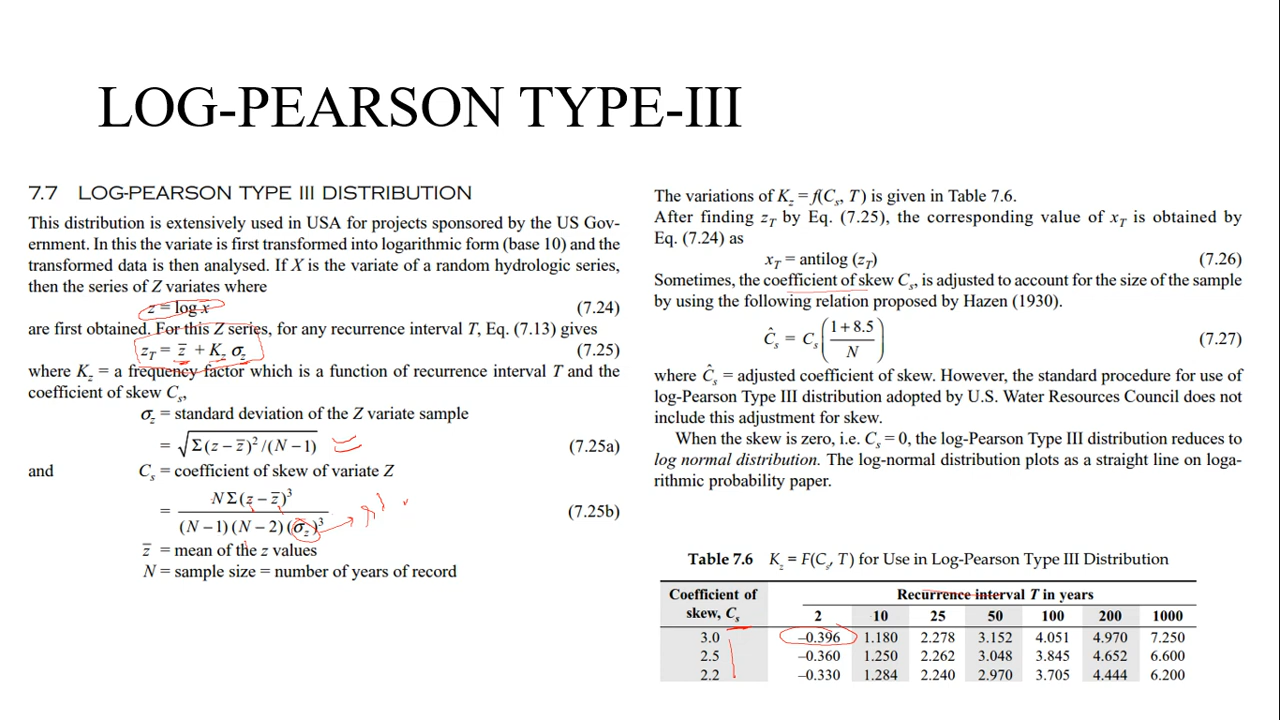 LOG-PEARSON TYPE-III
7.7 LOG-PEARSON TYPE III DISTRIBUTION
This distribution is extensively used in USA for projects sponsored by the US Gov-
ernment. In this the variate is first transformed into logarithmic form (base 10) and the
transformed data is then analysed. If X is the variate of a random hydrologic series,
then the series of Z variates where
z = log x (7.24)
are first obtained. For this Z series, for any recurrence interval T, Eq. (7.13) gives
z_T = z̄ + K_z σ_z (7.25)
where K_z = a frequency factor which is a function of recurrence interval T and the
coefficient of skew C_s,
σ_z = standard deviation of the Z variate sample
= √Σ(z – z̄)²/(N – 1) (7.25a)
and C_s = coefficient of skew of variate Z
= NΣ(z – z̄)³
(N – 1)(N – 2)(σ_z)³ (7.25b)
z̄ = mean of the z values
N = sample size = number of years of record
The variations of K_z = f(C_s, T) is given in Table 7.6.
After finding z_T by Eq. (7.25), the corresponding value of x_T is obtained by
Eq. (7.24) as
x_T = antilog (z_T) (7.26)
Sometimes, the coefficient of skew C_s, is adjusted to account for the size of the sample
by using the following relation proposed by Hazen (1930).
Ĉ_s = C_s (1 + 8.5 / N) (7.27)
where Ĉ_s = adjusted coefficient of skew. However, the standard procedure for use of
log-Pearson Type III distribution adopted by U.S. Water Resources Council does not
include this adjustment for skew.
When the skew is zero, i.e. C_s = 0, the log-Pearson Type III distribution reduces to
log normal distribution. The log-normal distribution plots as a straight line on loga-
rithmic probability paper.
Table 7.6 K_z = F(C_s, T) for Use in Log-Pearson Type III Distribution
Coefficient of Recurrence interval T in years
skew, C_s 2 10 25 50 100 200 1000
3.0 –0.396 1.180 2.278 3.152 4.051 4.970 7.250
2.5 –0.360 1.250 2.262 3.048 3.845 4.652 6.600
2.2 –0.330 1.284 2.240 2.970 3.705 4.444 6.200